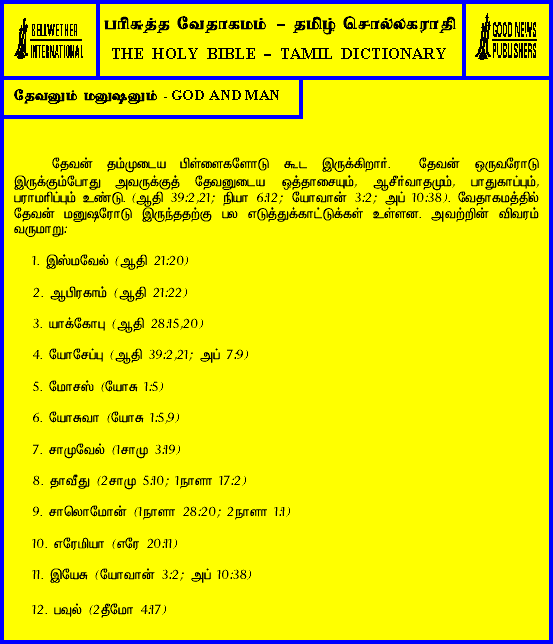 BELLWETHER
INTERNATIONAL
பரிசுத்த வேதாகமம் – தமிழ் சொல்லகராதி
THE HOLY BIBLE – TAMIL DICTIONARY
GOOD NEWS
PUBLISHERS
தேவனும் மனுஷனும் - GOD AND MAN
தேவன் தம்முடைய பிள்ளைகளோடு கூட இருக்கிறார். தேவன் ஒருவரோடு
இருக்கும்போது அவருக்குத் தேவனுடைய ஒத்தாசையும், ஆசீர்வாதமும், பாதுகாப்பும்,
பராமரிப்பும் உண்டு. (ஆதி 39:2,21; நியா 6:12; யோவான் 3:2; அப் 10:38). வேதாகமத்தில்
தேவன் மனுஷரோடு இருந்ததற்கு பல எடுத்துக்காட்டுக்கள் உள்ளன. அவற்றின் விவரம்
வருமாறு:
1. இஸ்மவேல் (ஆதி 21:20)
2. ஆபிரகாம் (ஆதி 21:22)
3. யாக்கோபு (ஆதி 28:15,20)
4. யோசேப்பு (ஆதி 39:2,21; அப் 7:9)
5. மோசஸ் (யோசு 1:5)
6. யோசுவா (யோசு 1:5,9)
7. சாமுவேல் (1சாமு 3:19)
8. தாவீது (2சாமு 5:10; 1நாளா 17:2)
9. சாலொமோன் (1நாளா 28:20; 2நாளா 1:1)
10. எரேமியா (எரே 20:11)
11. இயேசு (யோவான் 3:2; அப் 10:38)
12. பவுல் (2தீமோ 4:17)